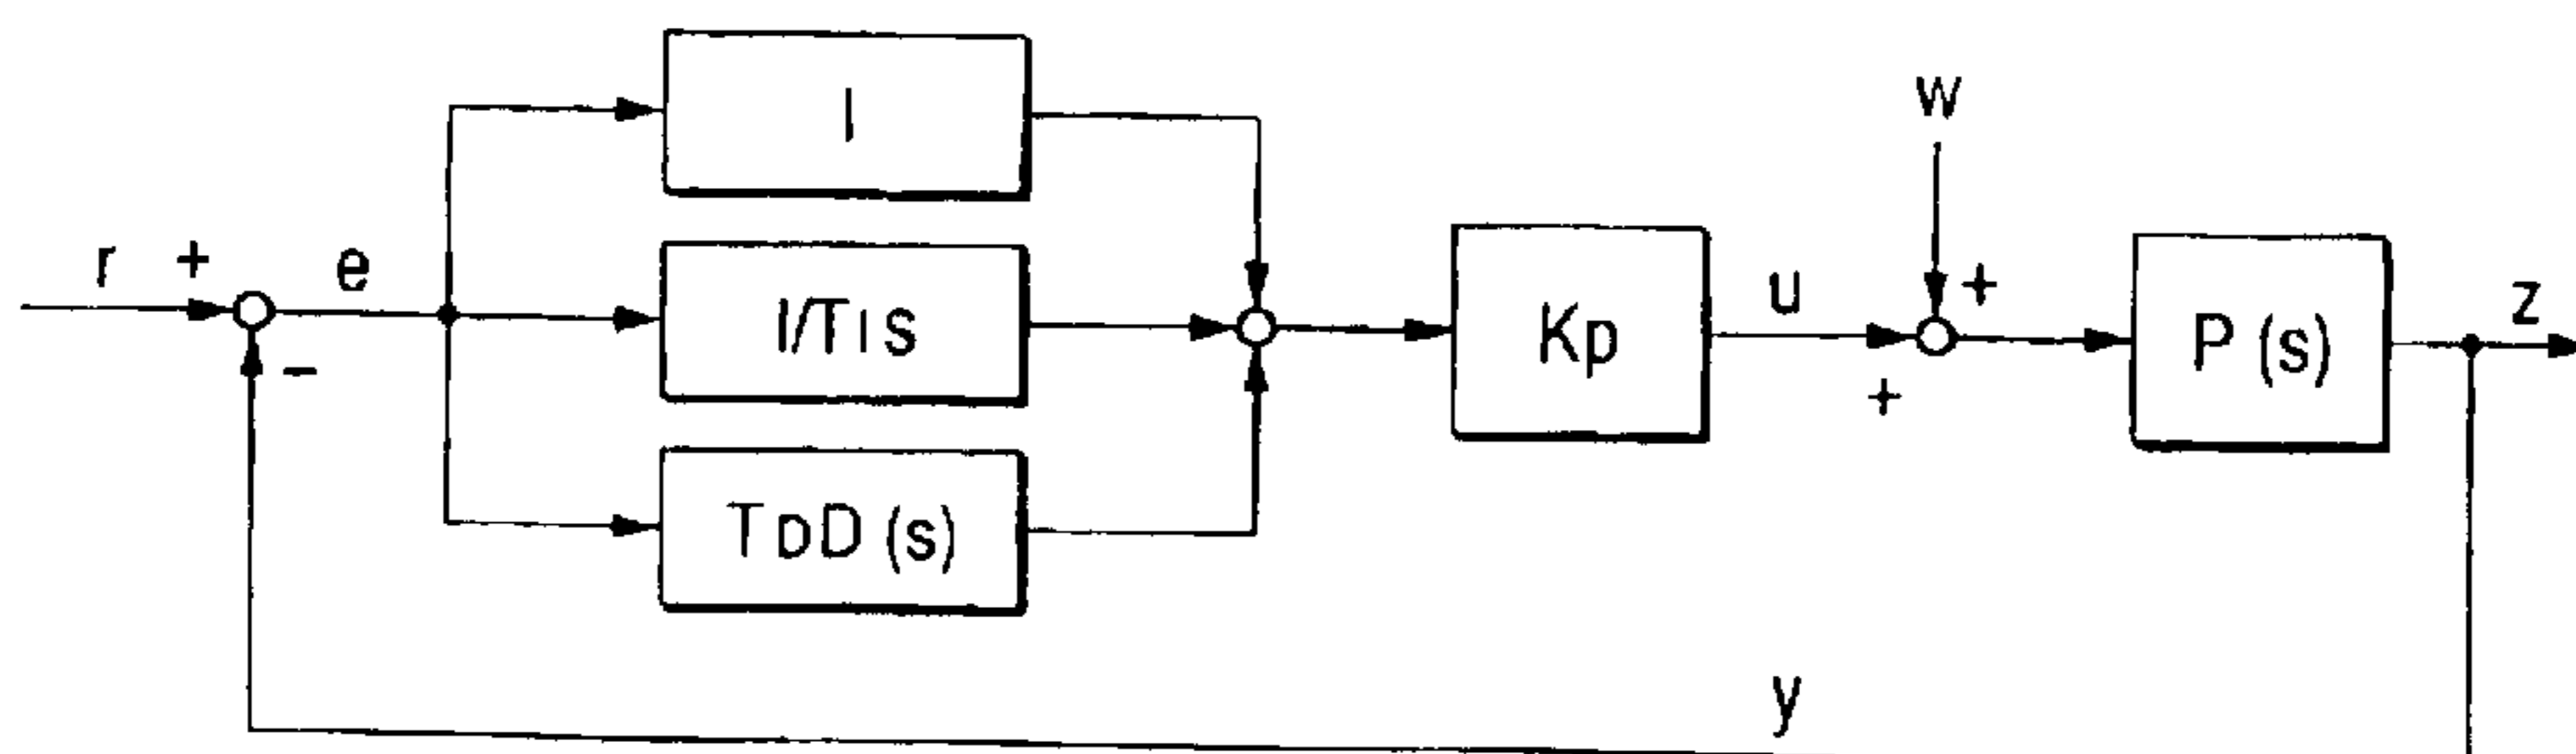 I
w
r
+
e
I/TIs
Kp
u
+
P (s)
z
−
+
TDD (s)
y